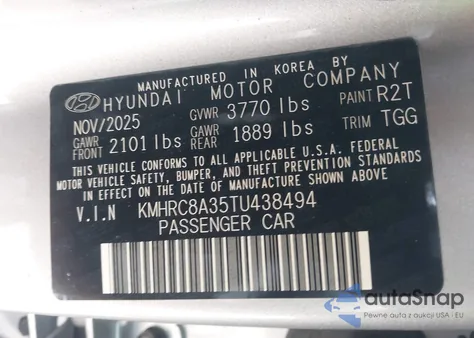 MANUFACTURED IN KOREA BY
HYUNDAI MOTOR COMPANY
NOV/2025 GVWR 3770 lbs PAINT R2T
GAWR FRONT 2101 lbs GAWR REAR 1889 lbs TRIM TGG
THIS VEHICLE CONFORMS TO ALL APPLICABLE U.S.A. FEDERAL
MOTOR VEHICLE SAFETY, BUMPER, AND THEFT PREVENTION STANDARDS
IN EFFECT ON THE DATE OF MANUFACTURE SHOWN ABOVE
V.I.N KMHRC8A35TU438494
PASSENGER CAR
autoSnap
Pewne auta z aukcji USA i EU